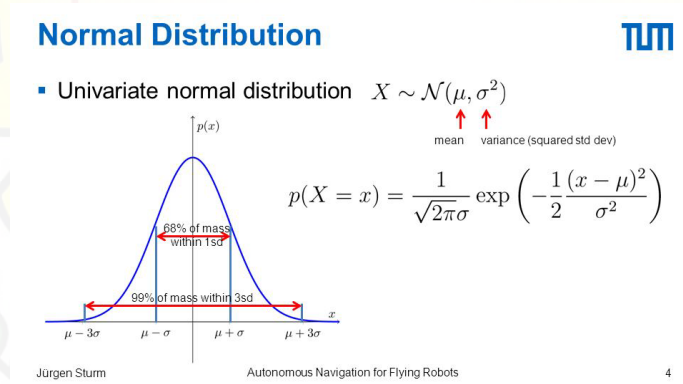 Normal Distribution
TUM
▪ Univariate normal distribution X ∼ N(μ, σ²)
mean variance (squared std dev)
p(x)
p(X = x) = 1/(√2πσ) exp(−1/2 (x − μ)²/σ²)
68% of mass
within 1sd
99% of mass within 3sd
x
μ − 3σ μ − σ μ + σ μ + 3σ
Jürgen Sturm Autonomous Navigation for Flying Robots 4